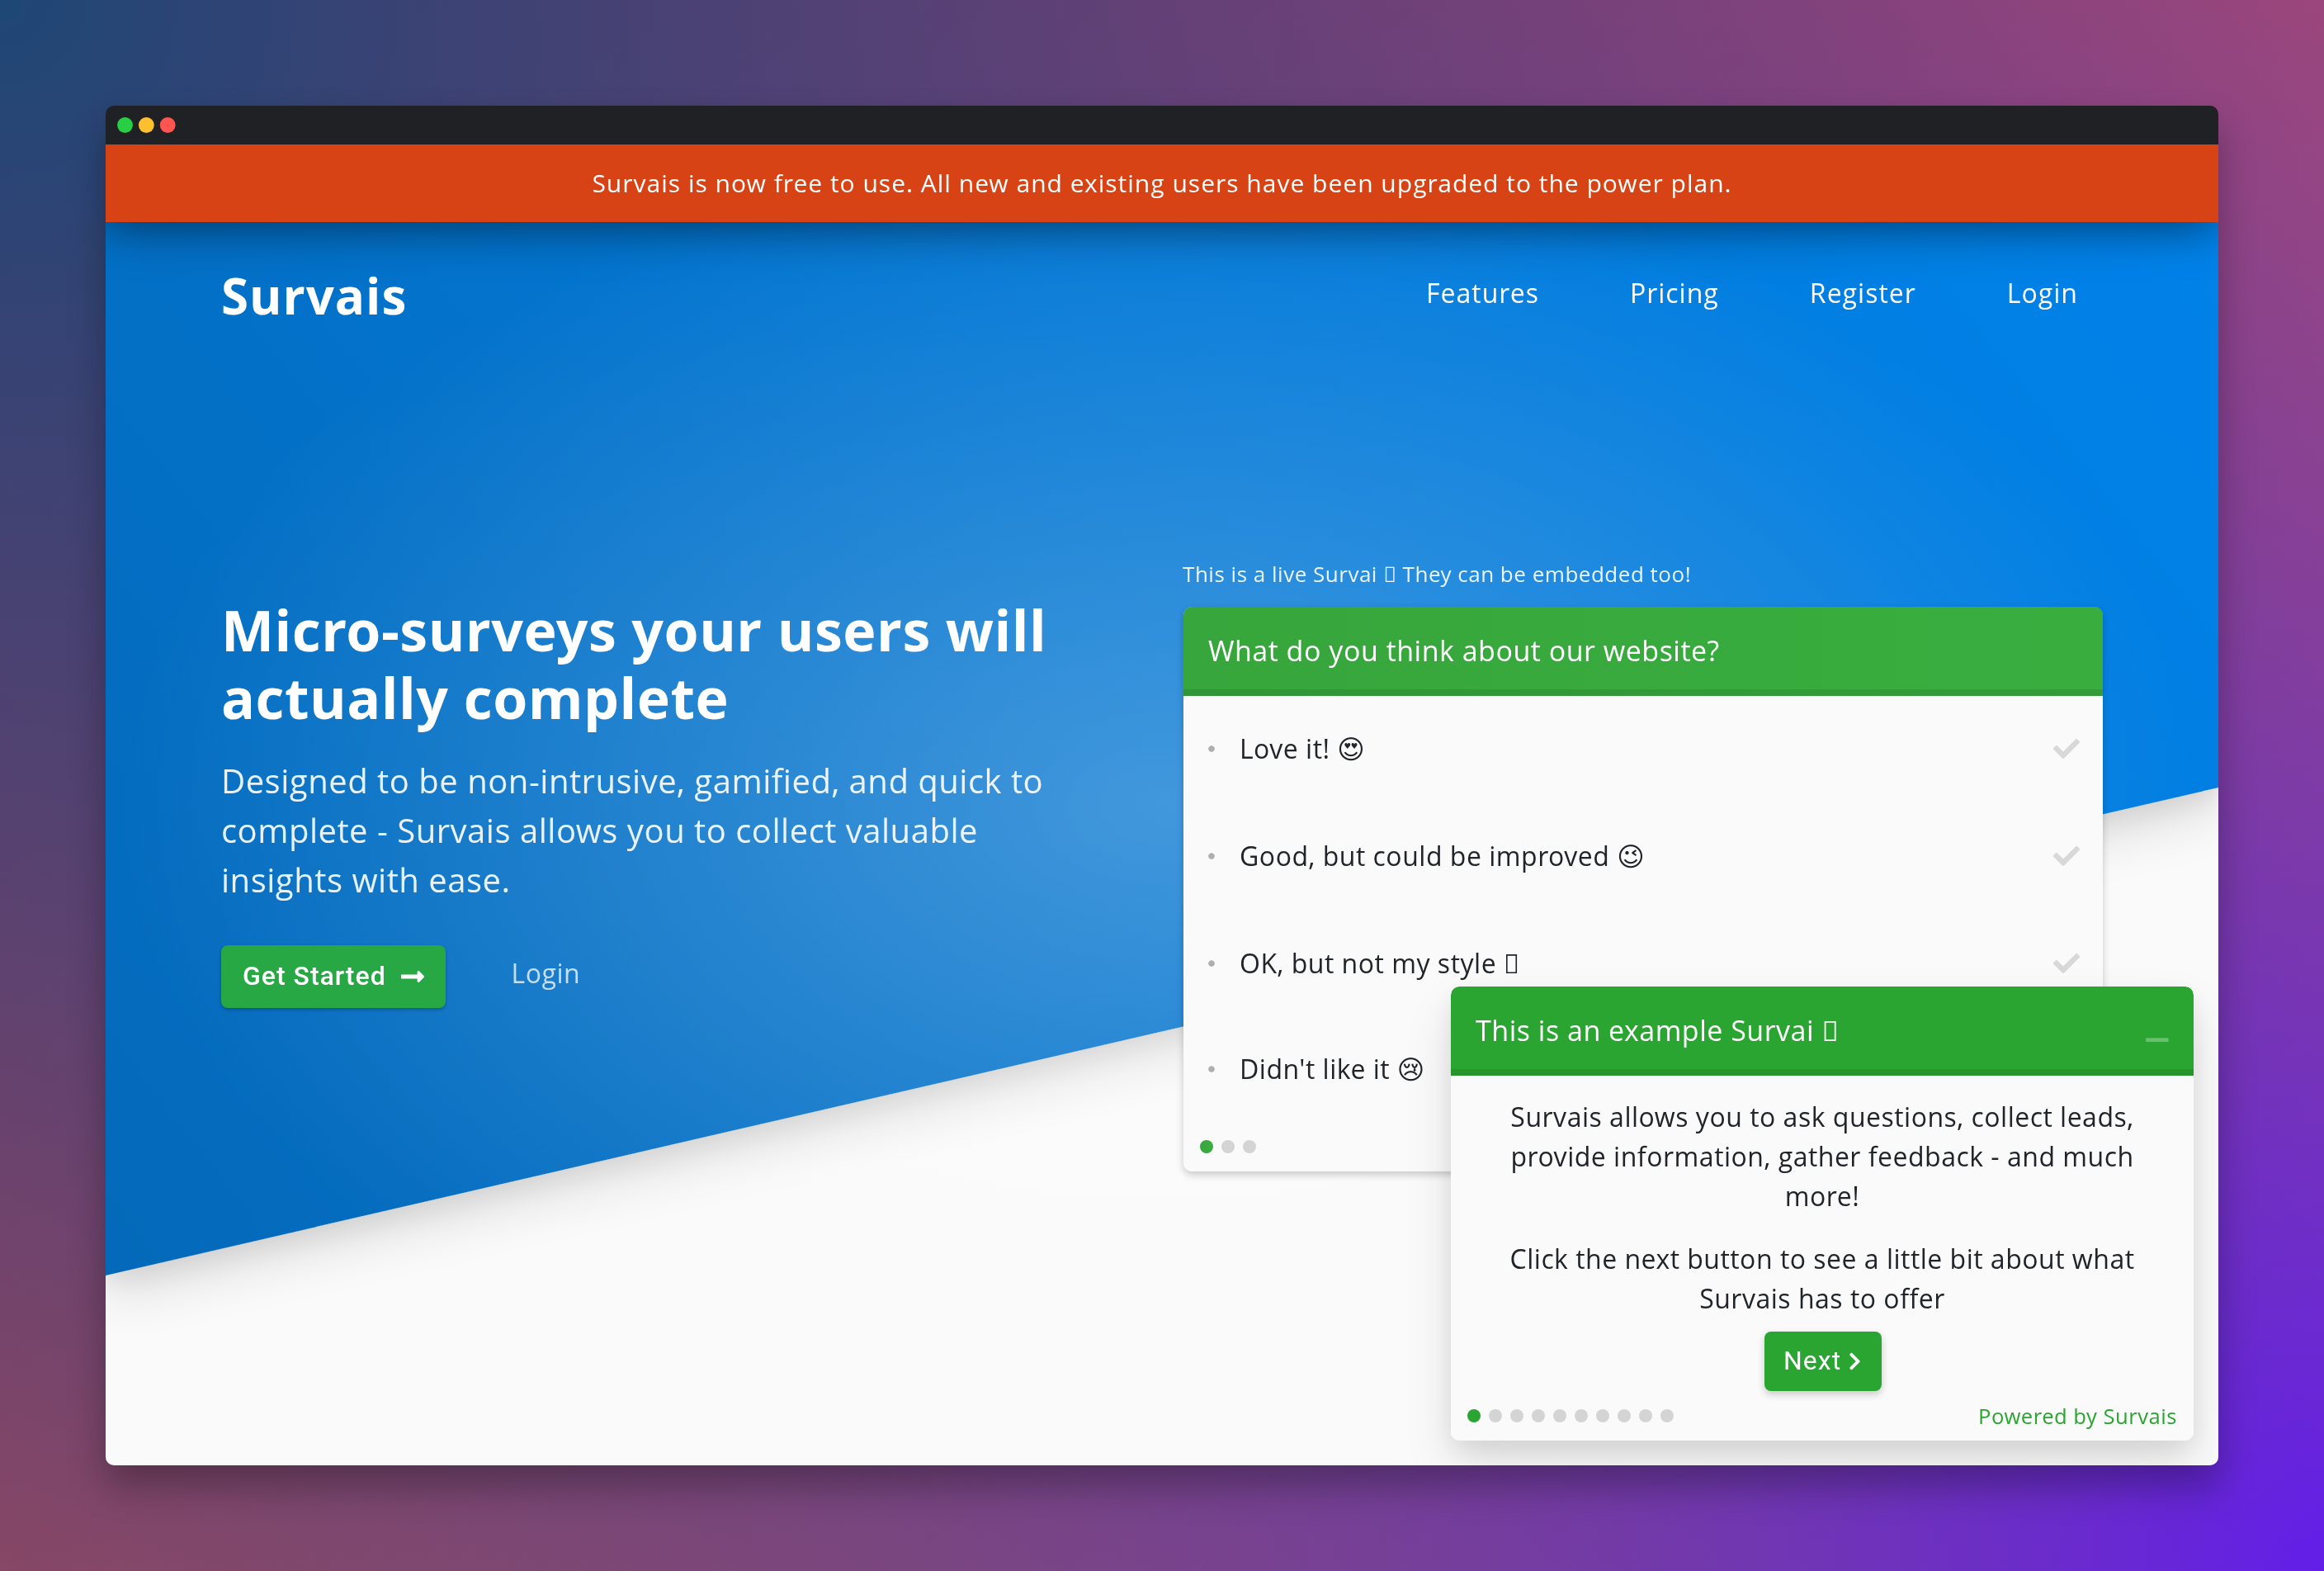 Survais is now free to use. All new and existing users have been upgraded to the power plan.
Survais
Features Pricing Register Login
Micro-surveys your users will
actually complete
Designed to be non-intrusive, gamified, and quick to
complete - Survais allows you to collect valuable
insights with ease.
Get Started
Login
This is a live Survai ▯ They can be embedded too!
What do you think about our website?
• Love it! 😍
• Good, but could be improved 😉
• OK, but not my style ▯
• Didn't like it 😢
This is an example Survai ▯
Survais allows you to ask questions, collect leads,
provide information, gather feedback - and much
more!
Click the next button to see a little bit about what
Survais has to offer
Next
Powered by Survais